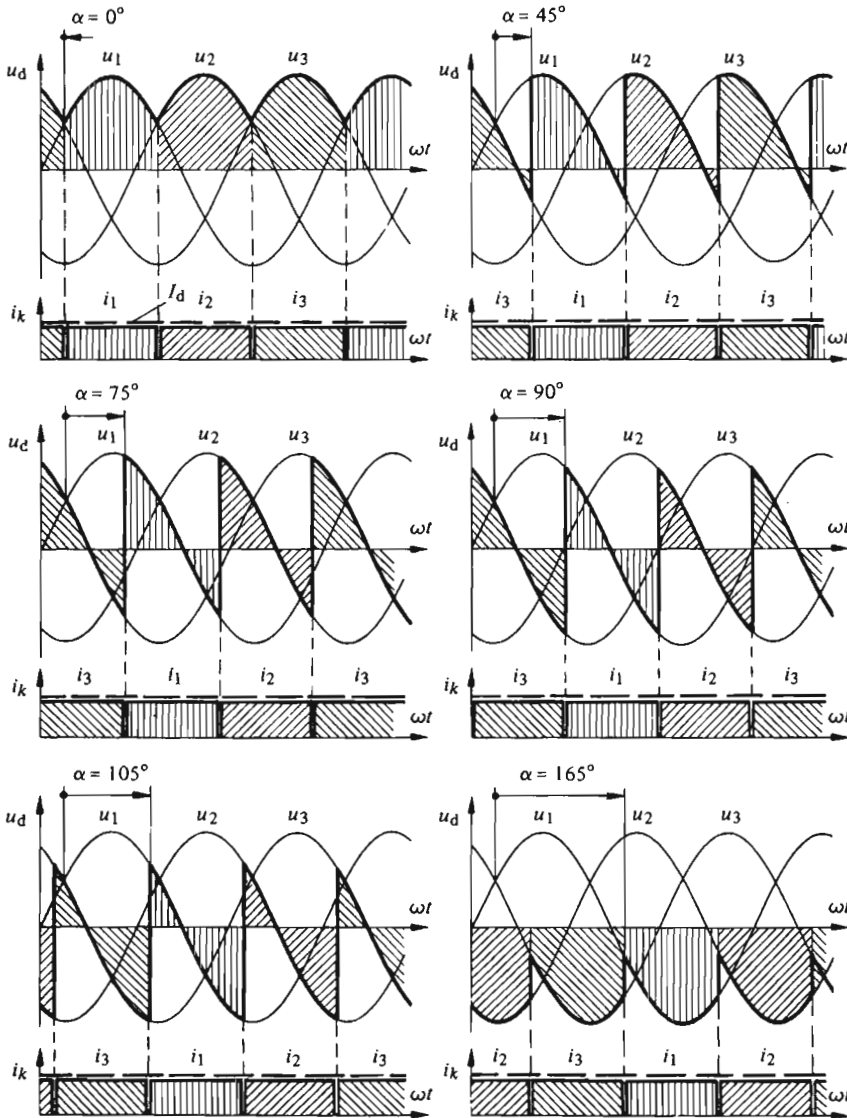 α = 0°
u_d
u_1
u_2
u_3
ωt
i_k
i_1
I_d
i_2
i_3
ωt
α = 45°
u_d
u_1
u_2
u_3
ωt
i_k
i_3
i_1
i_2
i_3
ωt
α = 75°
u_d
u_1
u_2
u_3
ωt
i_k
i_3
i_1
i_2
i_3
ωt
α = 90°
u_d
u_1
u_2
u_3
ωt
i_k
i_3
i_1
i_2
i_3
ωt
α = 105°
u_d
u_1
u_2
u_3
ωt
i_k
i_3
i_1
i_2
i_3
ωt
α = 165°
u_d
u_1
u_2
u_3
ωt
i_k
i_2
i_3
i_1
i_2
ωt